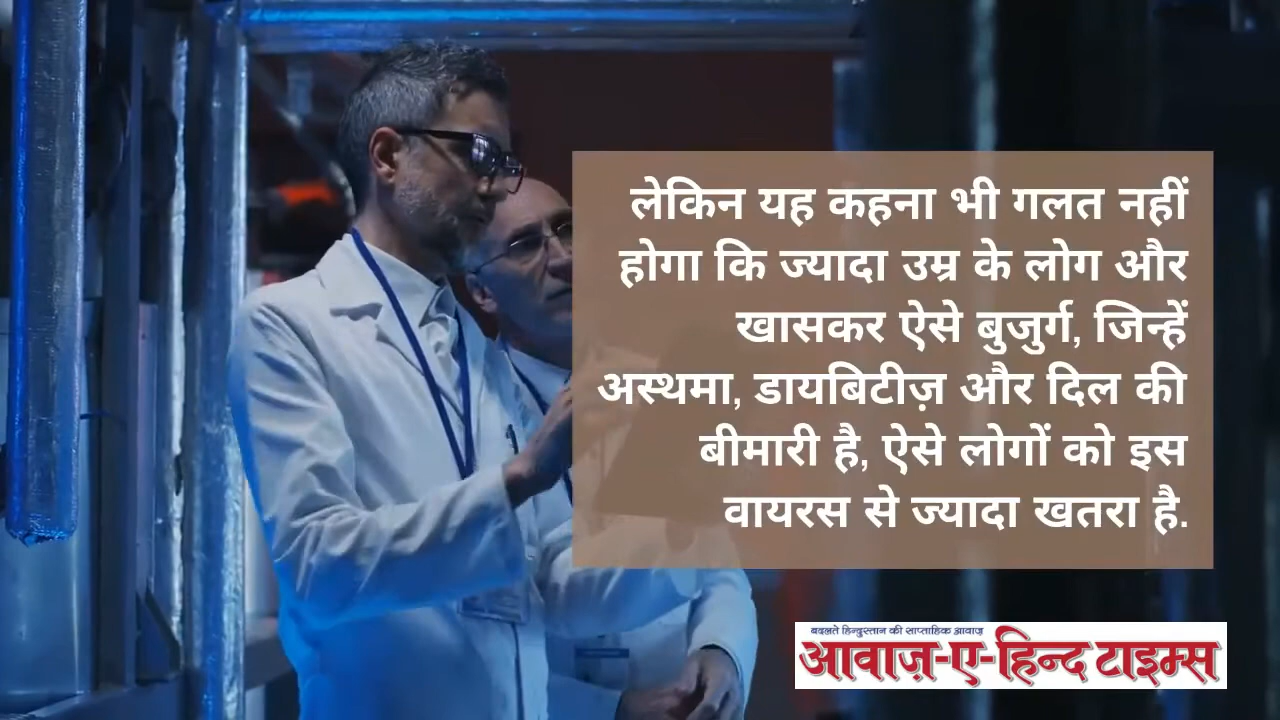 लेकिन यह कहना भी गलत नहीं
होगा कि ज्यादा उम्र के लोग और
खासकर ऐसे बुजुर्ग, जिन्हें
अस्थमा, डायबिटीज़ और दिल की
बीमारी है, ऐसे लोगों को इस
वायरस से ज्यादा खतरा है.
बदलते हिन्दुस्तान की साप्ताहिक आवाज़
आवाज़-ए-हिन्द टाइम्स